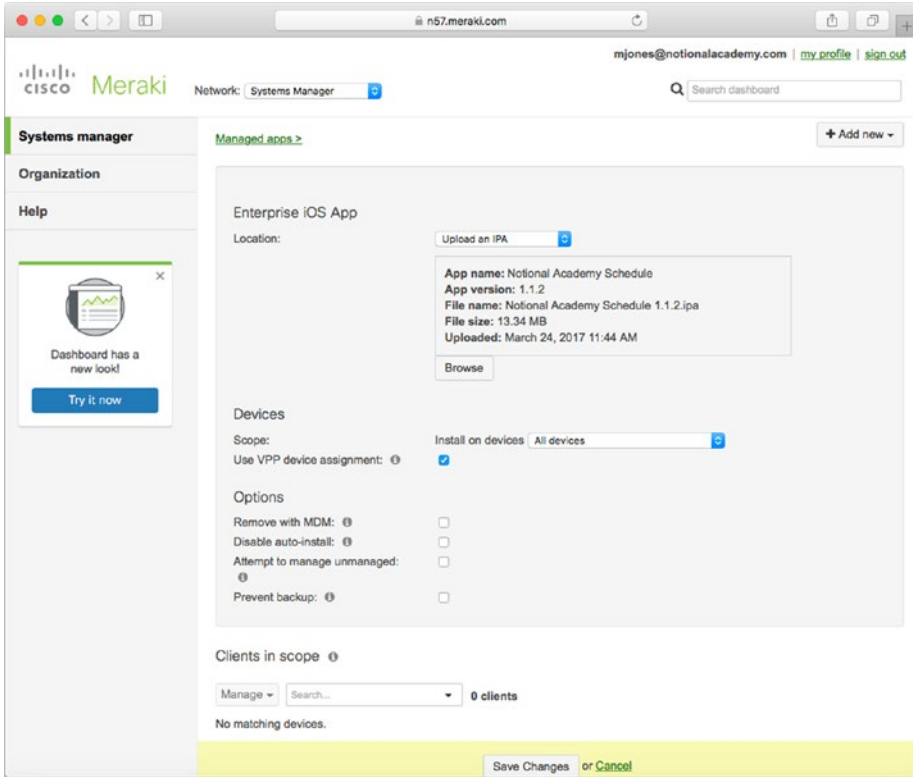 n57.meraki.com
mjones@notionalacademy.com | my profile | sign out
cisco Meraki
Network: Systems Manager
Search dashboard
Systems manager
Organization
Help
Managed apps >
+ Add new
Enterprise iOS App
Location: Upload an IPA
App name: Notional Academy Schedule
App version: 1.1.2
File name: Notional Academy Schedule 1.1.2.ipa
File size: 13.34 MB
Uploaded: March 24, 2017 11:44 AM
Browse
Dashboard has a
new look!
Try it now
Devices
Scope: Install on devices All devices
Use VPP device assignment:
Options
Remove with MDM:
Disable auto-install:
Attempt to manage unmanaged:
Prevent backup:
Clients in scope
Manage Search... 0 clients
No matching devices.
Save Changes or Cancel